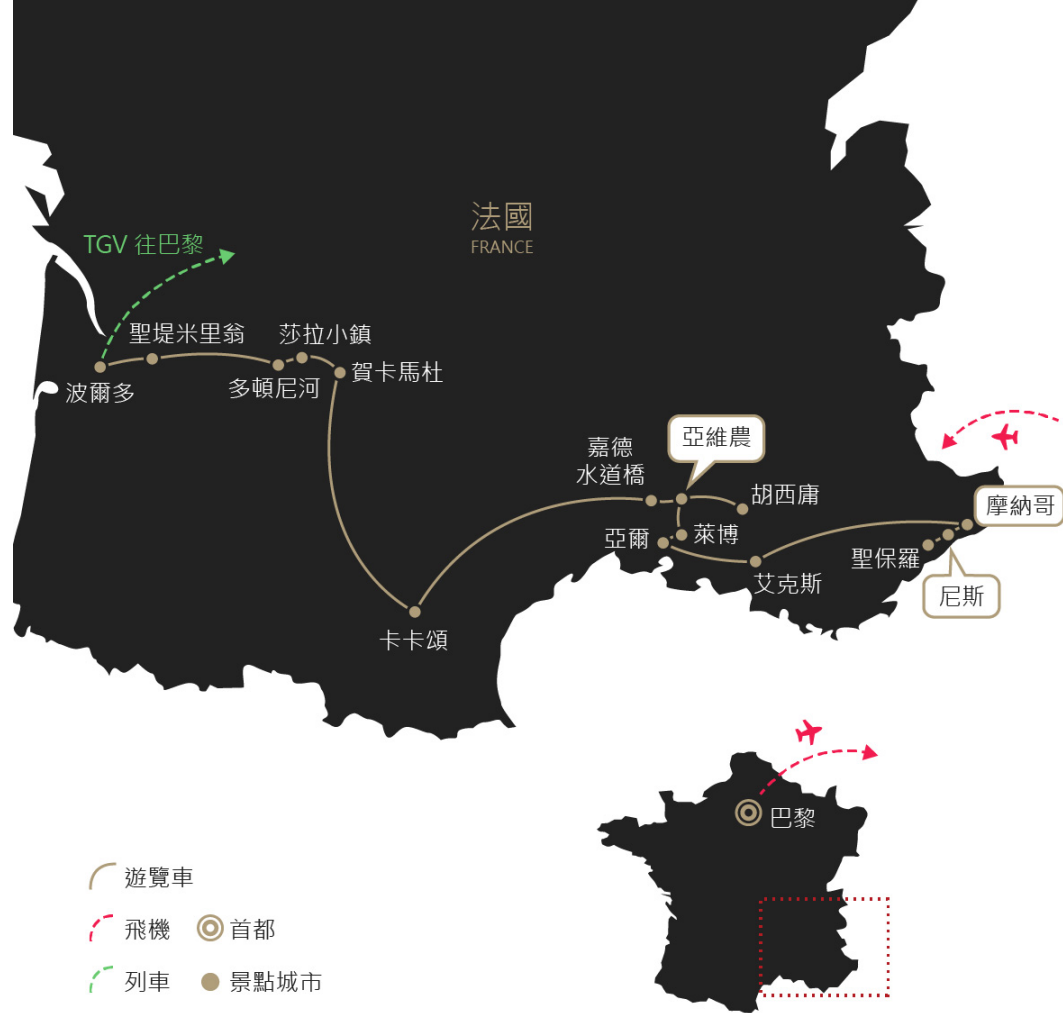 法國
FRANCE
TGV 往巴黎
聖堤米里翁
莎拉小鎮
波爾多
多頓尼河
賀卡馬杜
嘉德
水道橋
亞維農
胡西庸
摩納哥
亞爾
萊博
聖保羅
艾克斯
尼斯
卡卡頌
巴黎
遊覽車
飛機
首都
列車
景點城市